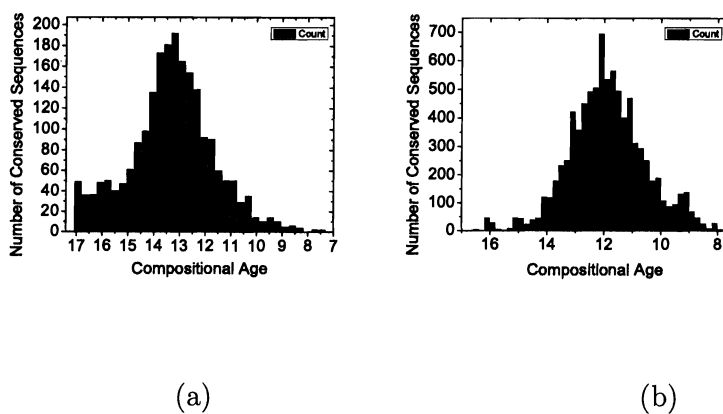 200
180
160
140
120
100
80
60
40
20
0
Number of Conserved Sequences
Count
17 16 15 14 13 12 11 10 9 8 7
Compositional Age
(a)
700
600
500
400
300
200
100
0
Number of Conserved Sequences
Count
16 14 12 10 8
Compositional Age
(b)